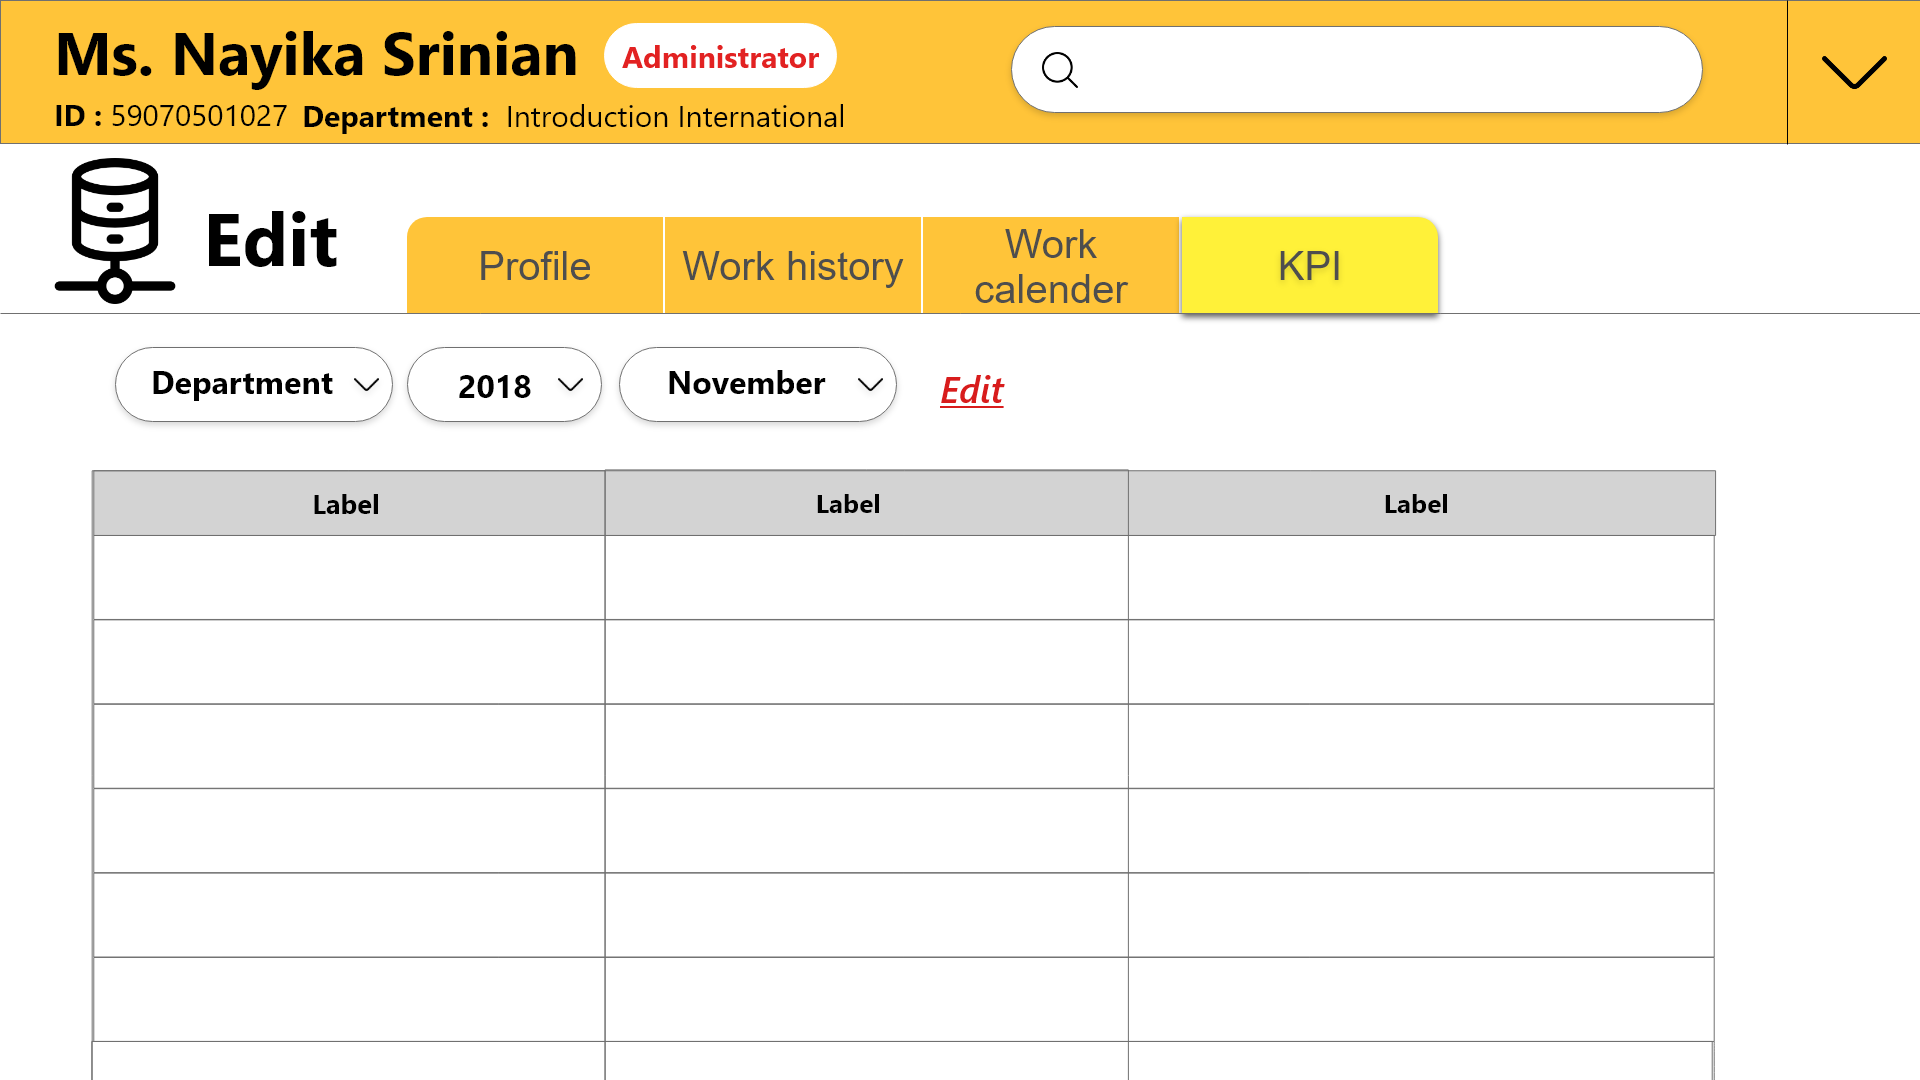 Ms. Nayika Srinian Administrator
ID : 59070501027 Department : Introduction International
Edit
Profile
Work history
Work
calender
KPI
Department 2018 November Edit
Label Label Label